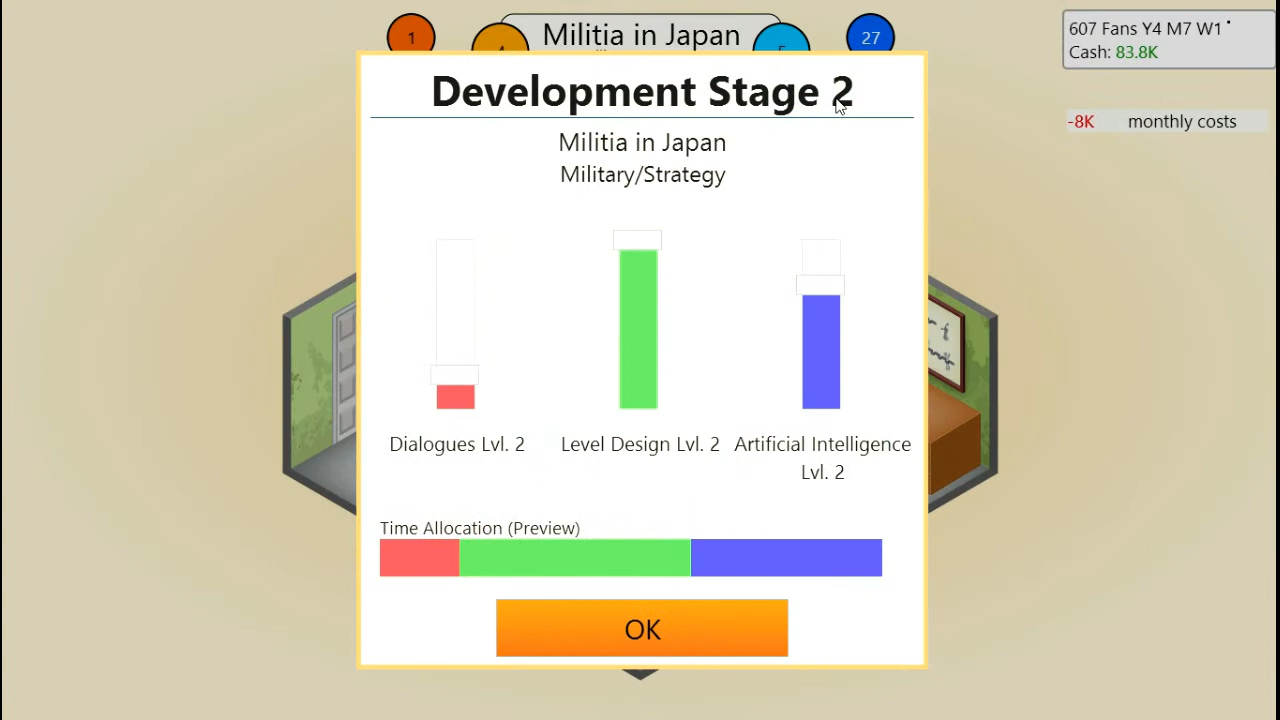 1
Militia in Japan
27
607 Fans Y4 M7 W1
Cash: 83.8K
Development Stage 2
-8K monthly costs
Militia in Japan
Military/Strategy
Dialogues Lvl. 2
Level Design Lvl. 2
Artificial Intelligence
Lvl. 2
Time Allocation (Preview)
OK